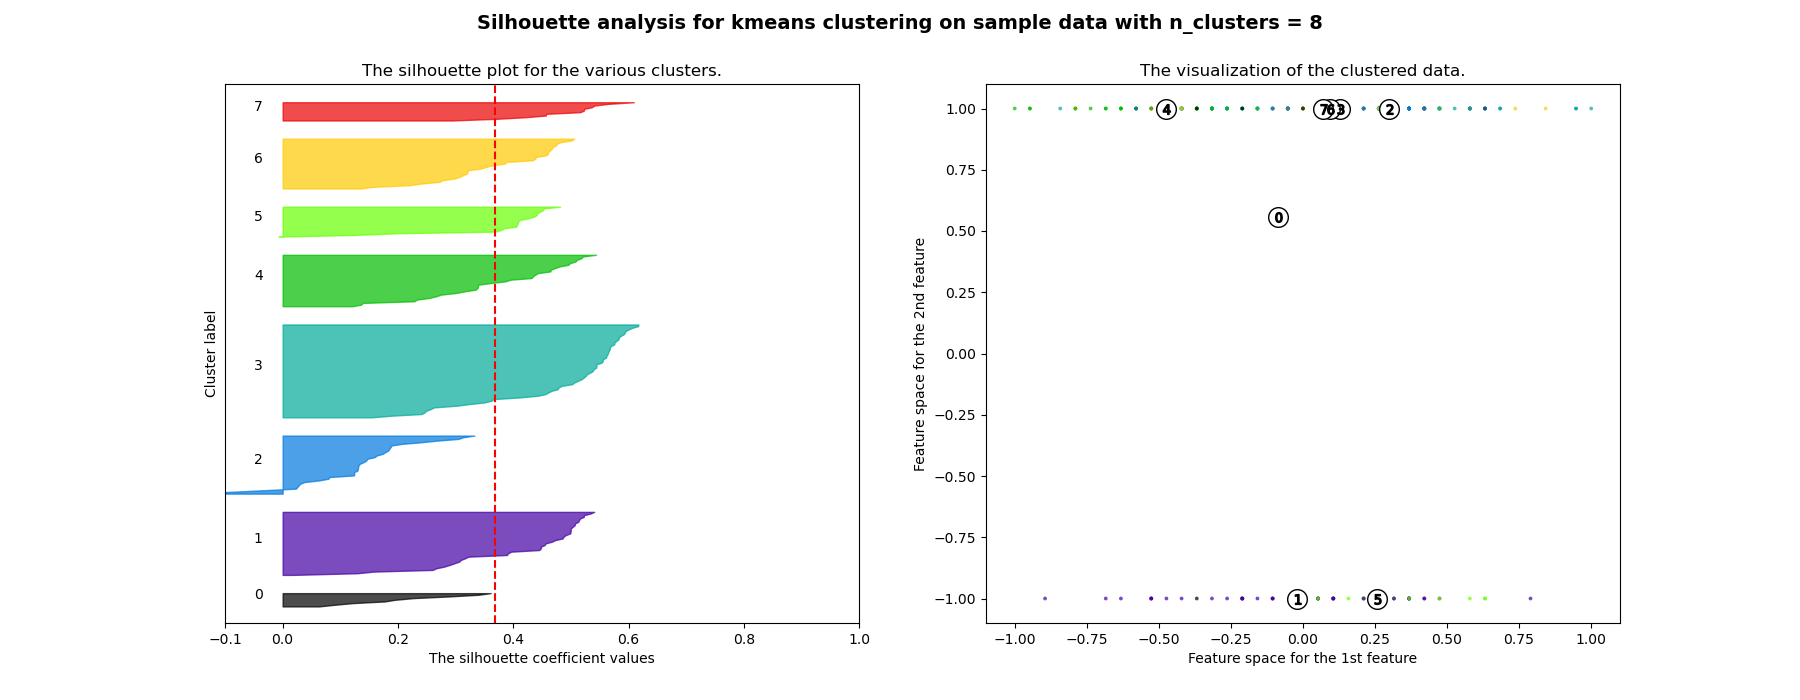 Silhouette analysis for kmeans clustering on sample data with n_clusters = 8
The silhouette plot for the various clusters.
7
6
5
4
3
2
1
0
Cluster label
−0.1 0.0 0.2 0.4 0.6 0.8 1.0
The silhouette coefficient values
The visualization of the clustered data.
1.00
0.75
0.50
0.25
0.00
−0.25
−0.50
−0.75
−1.00
Feature space for the 2nd feature
4 7 6 3 2
0
1 5
−1.00 −0.75 −0.50 −0.25 0.00 0.25 0.50 0.75 1.00
Feature space for the 1st feature